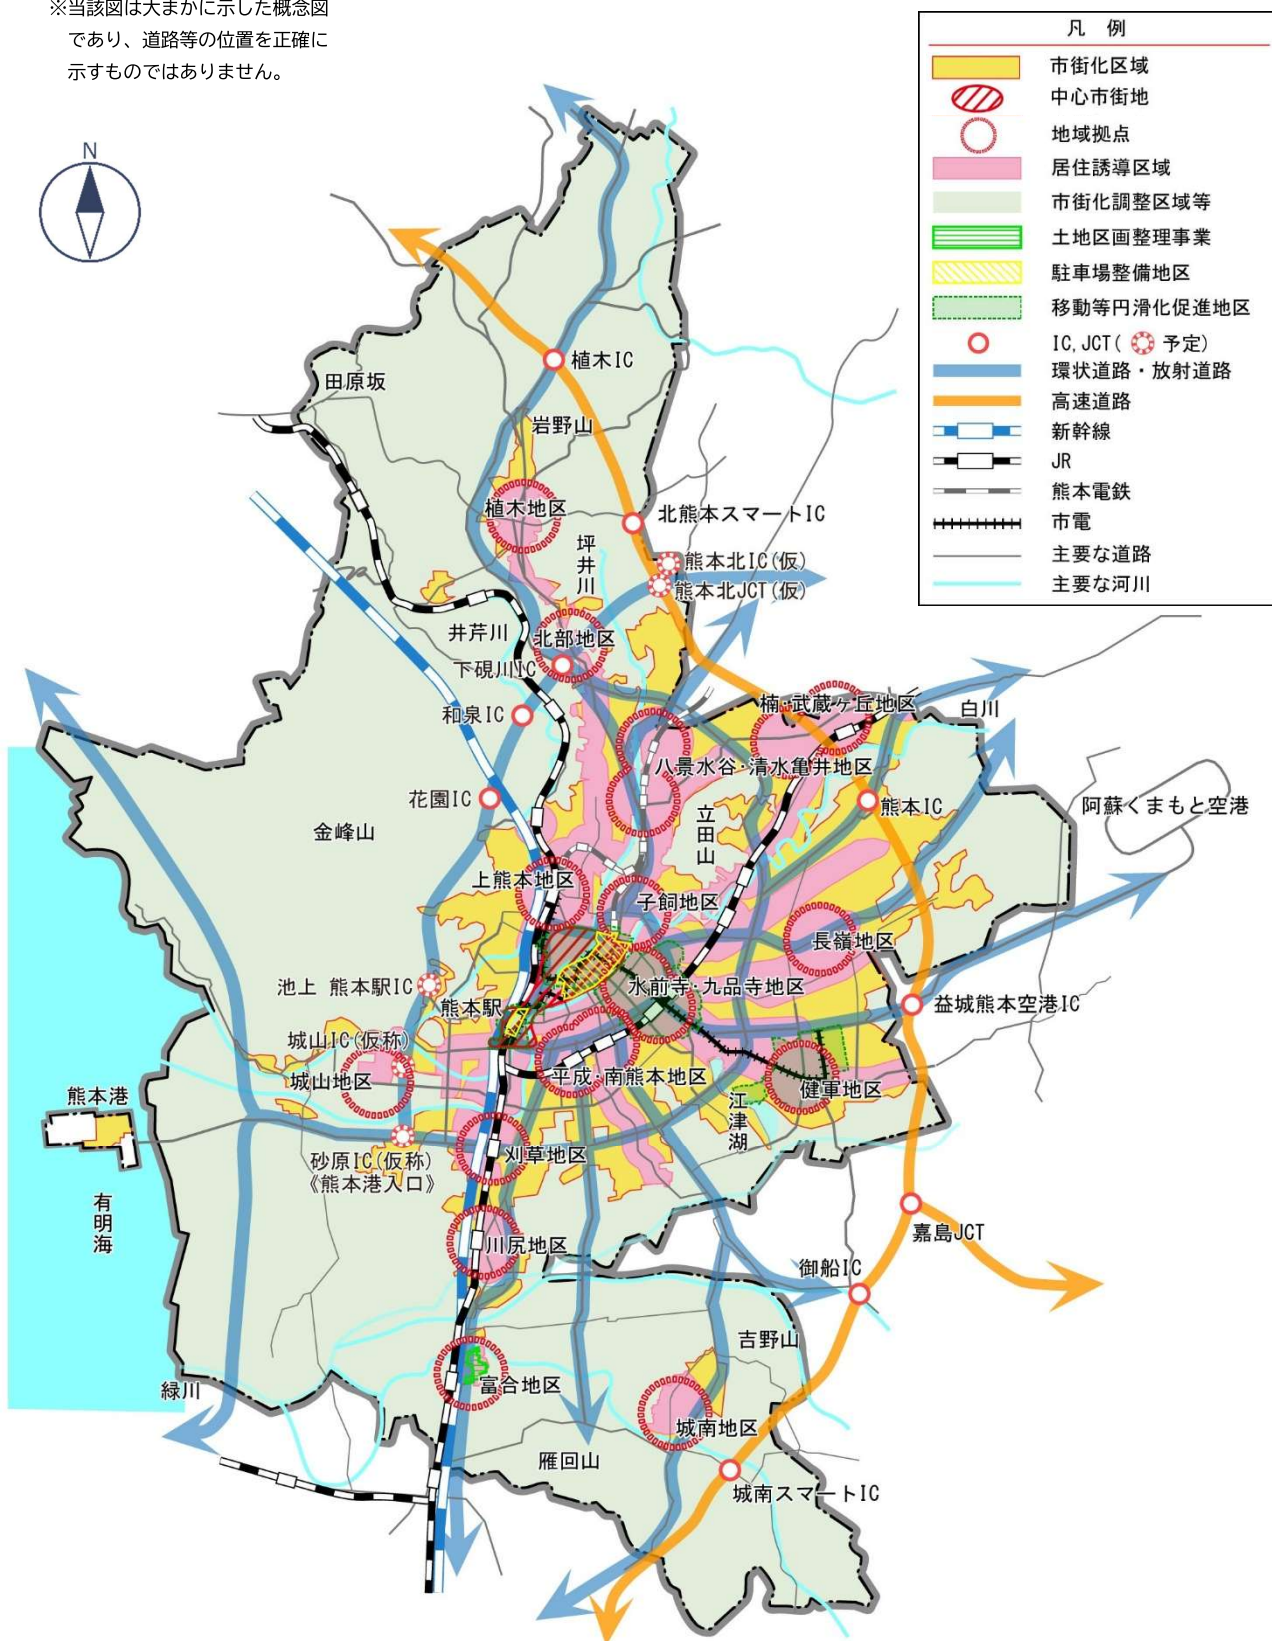 ※当該図は大まかに示した概念図
であり、道路等の位置を正確に
示すものではありません。
N
凡 例
市街化区域
中心市街地
地域拠点
居住誘導区域
市街化調整区域等
土地区画整理事業
駐車場整備地区
移動等円滑化促進地区
IC,JCT( 予定)
環状道路・放射道路
高速道路
新幹線
JR
熊本電鉄
市電
主要な道路
主要な河川
植木IC
田原坂
岩野山
植木地区
北熊本スマートIC
坪井川
熊本北IC(仮)
熊本北JCT(仮)
井芹川
北部地区
下硯川IC
和泉IC
楠・武蔵ヶ丘地区
白川
八景水谷・清水亀井地区
花園IC
熊本IC
阿蘇くまもと空港
金峰山
立田山
上熊本地区
子飼地区
長嶺地区
池上 熊本駅IC
水前寺・九品寺地区
熊本駅
益城熊本空港IC
城山IC(仮称)
城山地区
平成・南熊本地区
健軍地区
熊本港
江津湖
刈草地区
砂原IC(仮称)
《熊本港入口》
有明海
川尻地区
嘉島JCT
御船IC
吉野山
緑川
富合地区
城南地区
雁回山
城南スマートIC